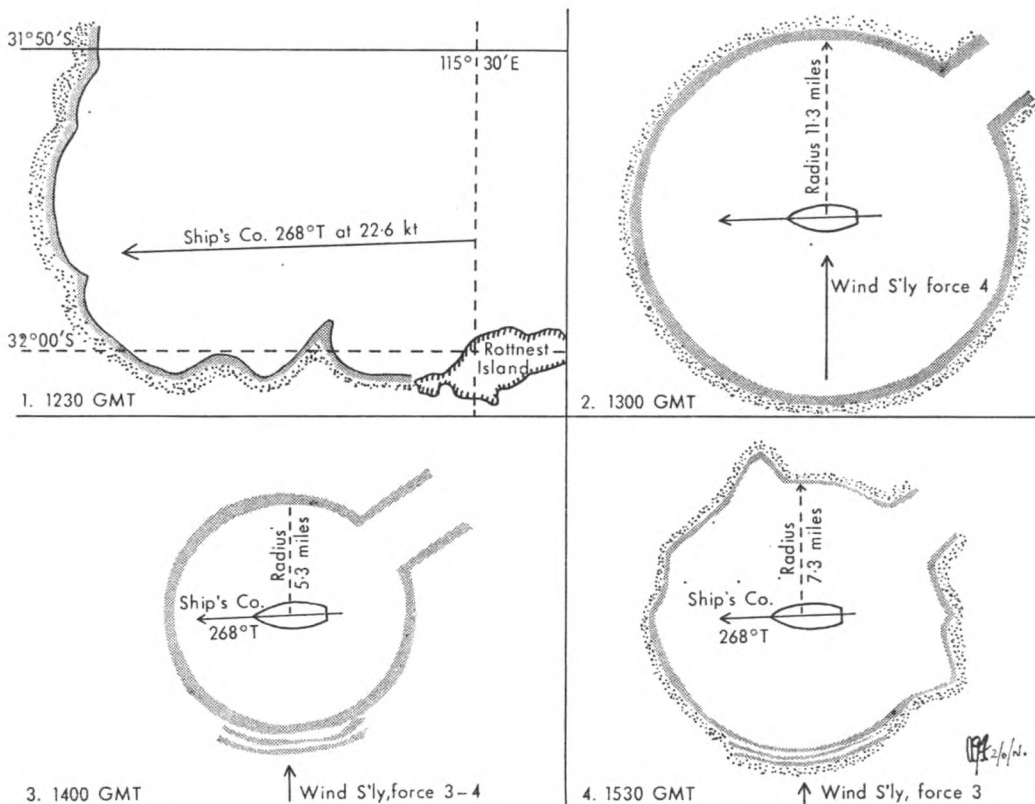 31°50′S
115° 30′E
Ship's Co. 268°T at 22·6 kt
32°00′S
Rottnest
Island
1. 1230 GMT
Radius 11·3 miles
Wind S'ly force 4
2. 1300 GMT
Radius
5·3 miles
Ship's Co.
268°T
3. 1400 GMT
Wind S'ly, force 3–4
Radius
7·3 miles
Ship's Co.
268°T
4. 1530 GMT
Wind S'ly, force 3